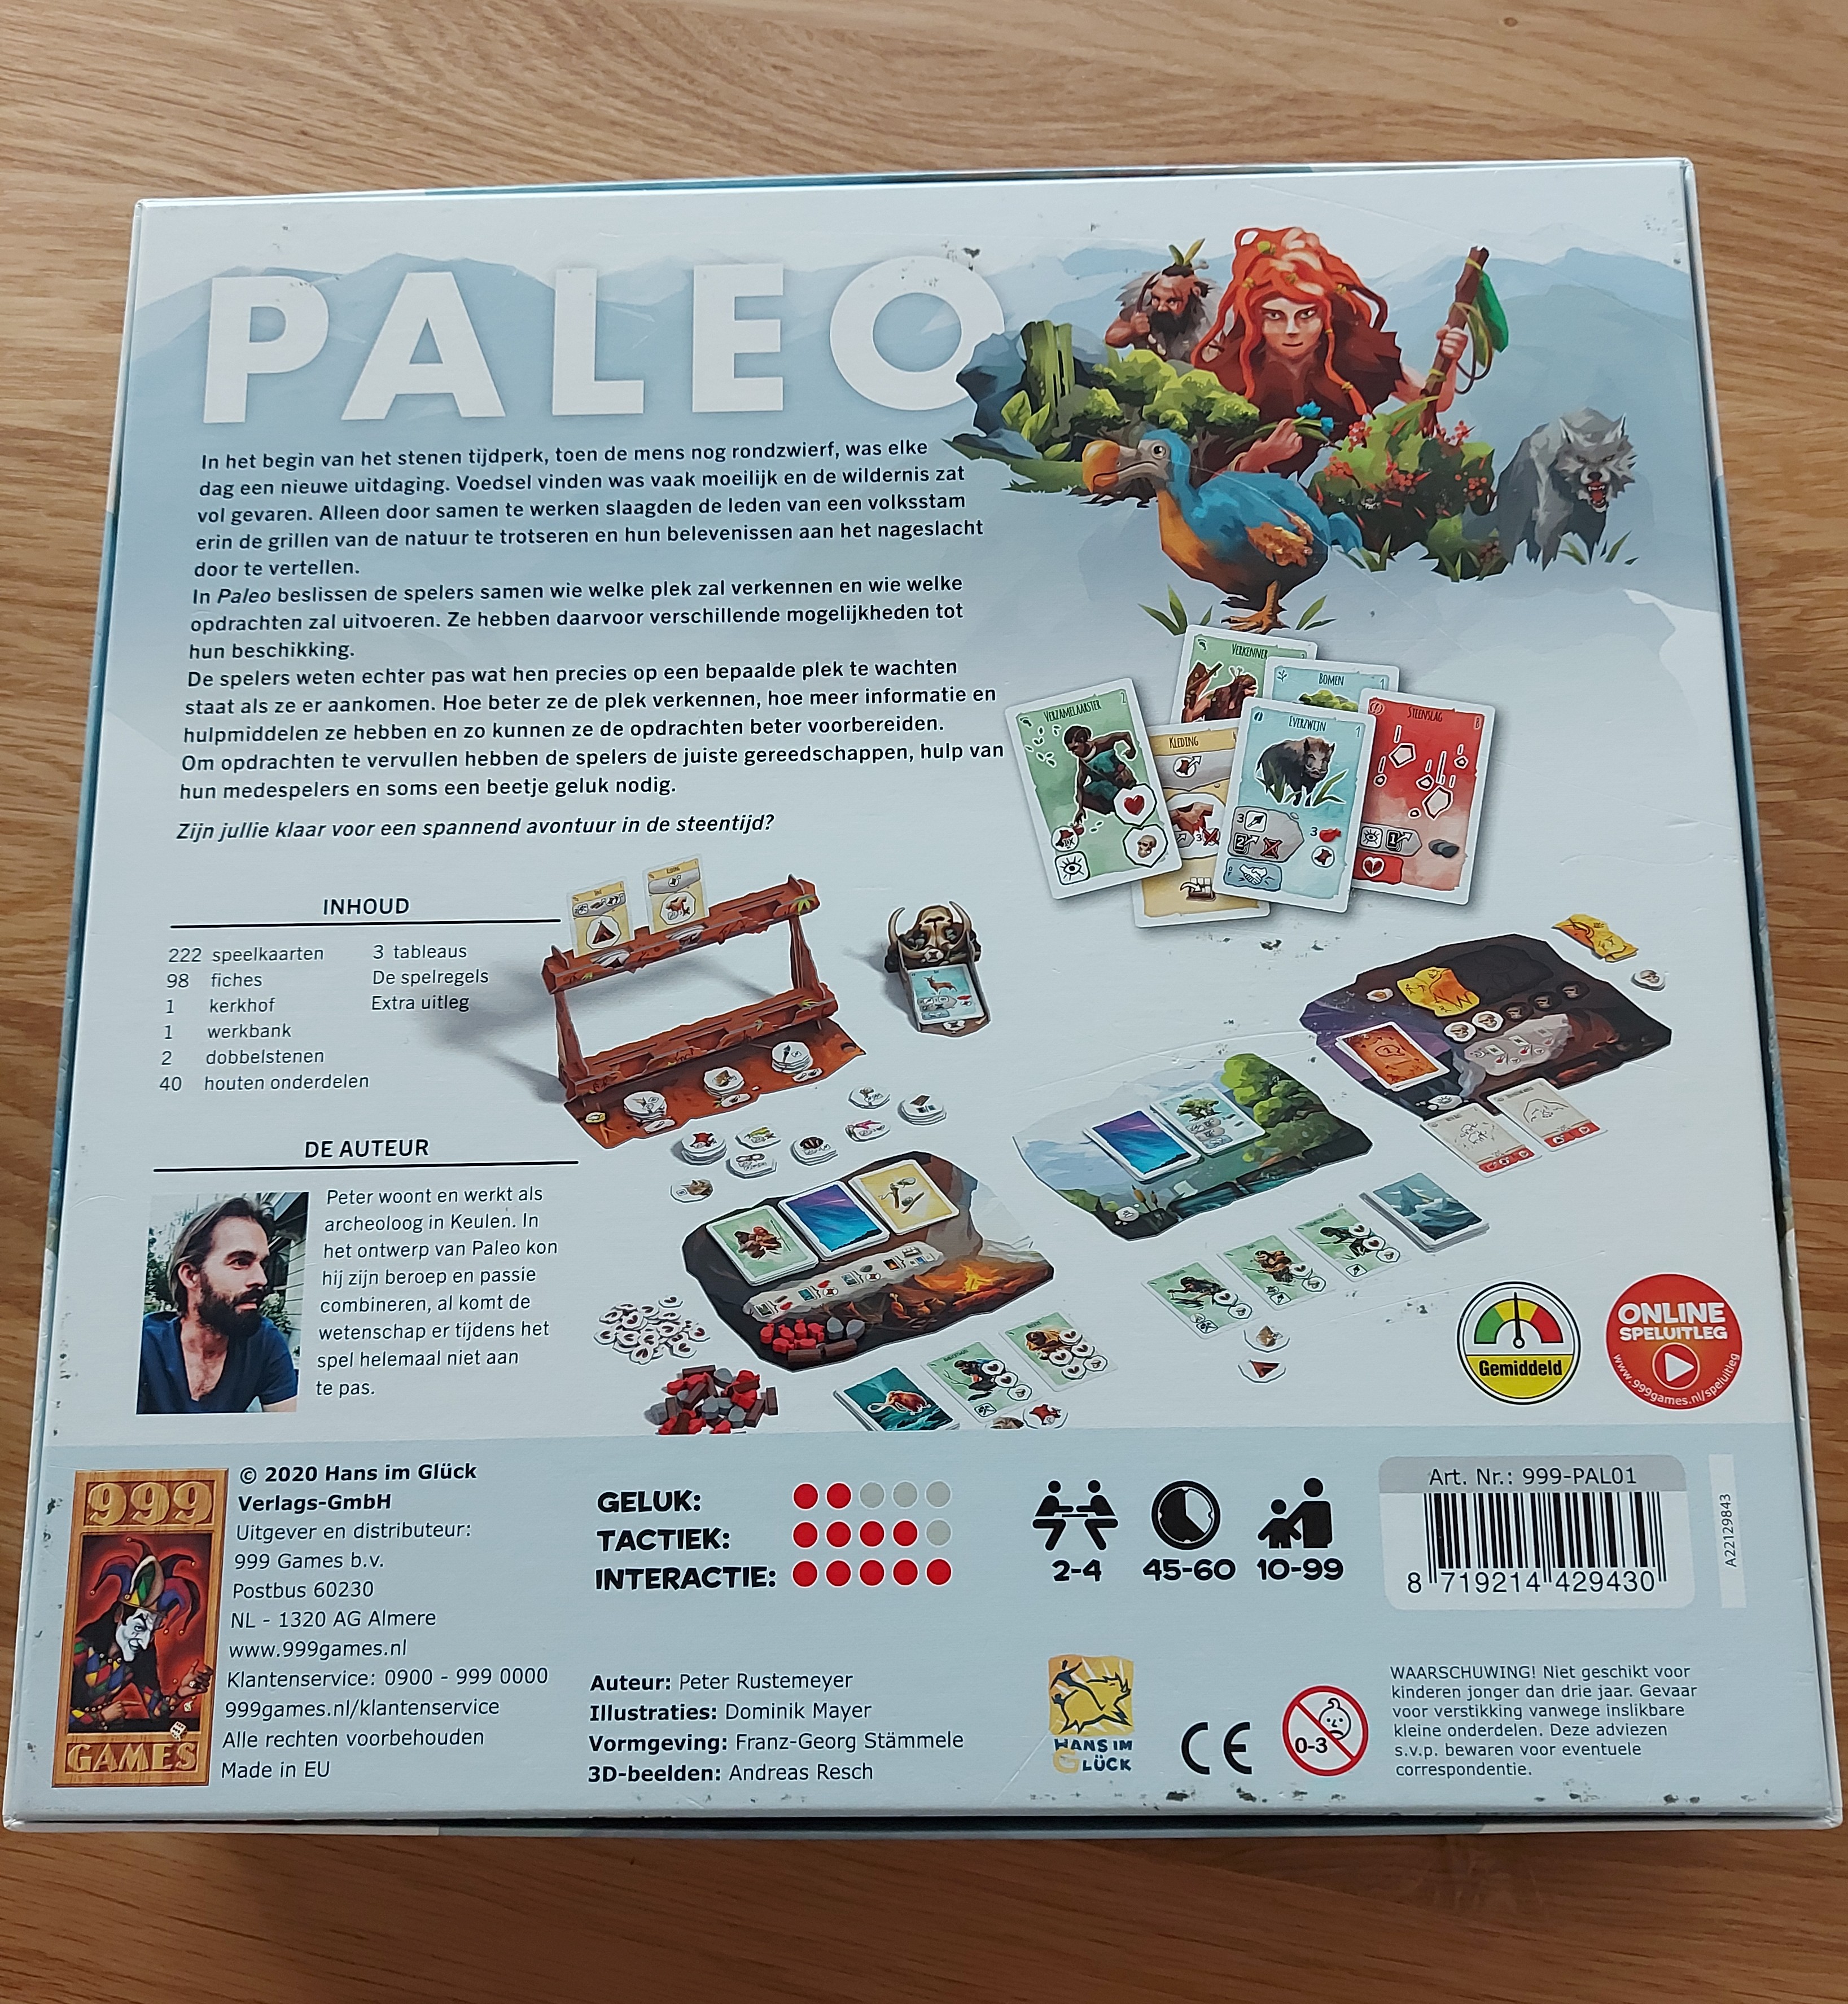 PALEO
In het begin van het stenen tijdperk, toen de mens nog rondzwierf, was elke
dag een nieuwe uitdaging. Voedsel vinden was vaak moeilijk en de wildernis zat
vol gevaren. Alleen door samen te werken slaagden de leden van een volksstam
erin de grillen van de natuur te trotseren en hun belevenissen aan het nageslacht
door te vertellen.
In Paleo beslissen de spelers samen wie welke plek zal verkennen en wie welke
opdrachten zal uitvoeren. Ze hebben daarvoor verschillende mogelijkheden tot
hun beschikking.
De spelers weten echter pas wat hen precies op een bepaalde plek te wachten
staat als ze er aankomen. Hoe beter ze de plek verkennen, hoe meer informatie en
hulpmiddelen ze hebben en zo kunnen ze de opdrachten beter voorbereiden.
Om opdrachten te vervullen hebben de spelers de juiste gereedschappen, hulp van
hun medespelers en soms een beetje geluk nodig.
Zijn jullie klaar voor een spannend avontuur in de steentijd?
VERKENNER
BOMEN 1
VERZAMELAARSTER 2
KLEDING
EVERZWIJN 1
STEENSLAG
3
2
3
1
INHOUD
222 speelkaarten
98 fiches
1 kerkhof
1 werkbank
2 dobbelstenen
40 houten onderdelen
3 tableaus
De spelregels
Extra uitleg
DE AUTEUR
Peter woont en werkt als
archeoloog in Keulen. In
het ontwerp van Paleo kon
hij zijn beroep en passie
combineren, al komt de
wetenschap er tijdens het
spel helemaal niet aan
te pas.
Gemiddeld
ONLINE
SPELUITLEG
www.999games.nl/speluitleg
999
GAMES
© 2020 Hans im Glück
Verlags-GmbH
Uitgever en distributeur:
999 Games b.v.
Postbus 60230
NL - 1320 AG Almere
www.999games.nl
Klantenservice: 0900 - 999 0000
999games.nl/klantenservice
Alle rechten voorbehouden
Made in EU
GELUK:
TACTIEK:
INTERACTIE:
2-4
45-60
10-99
Art. Nr.: 999-PAL01
8 719214 429430
A22129843
Auteur: Peter Rustemeyer
Illustraties: Dominik Mayer
Vormgeving: Franz-Georg Stämmele
3D-beelden: Andreas Resch
HANS IM
GLÜCK
CE
0-3
WAARSCHUWING! Niet geschikt voor
kinderen jonger dan drie jaar. Gevaar
voor verstikking vanwege inslikbare
kleine onderdelen. Deze adviezen
s.v.p. bewaren voor eventuele
correspondentie.